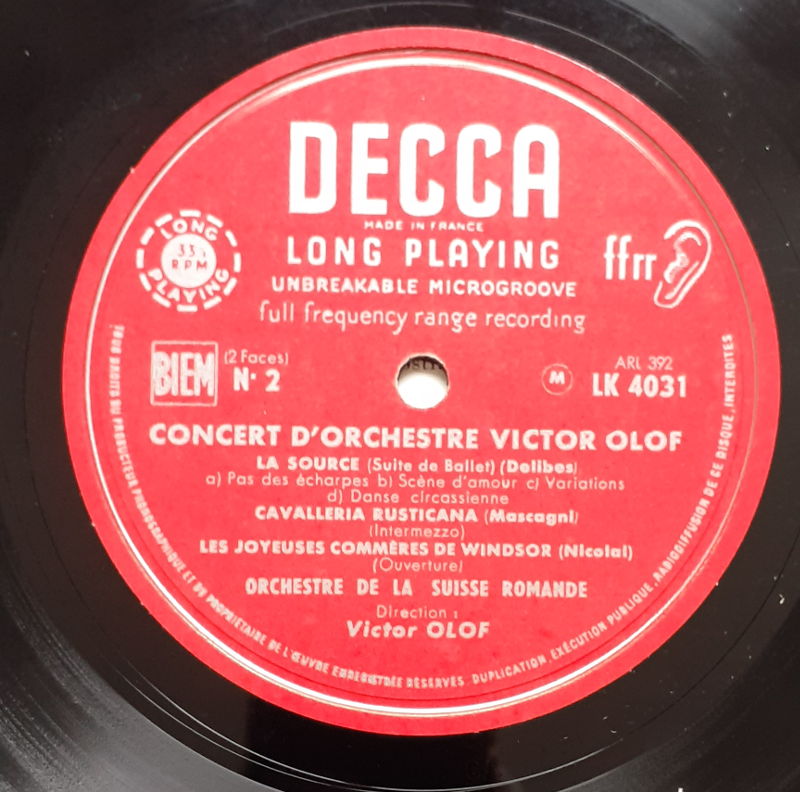 DECCA
MADE IN FRANCE
LONG PLAYING
UNBREAKABLE MICROGROOVE
full frequency range recording
LONG
33⅓
RPM
PLAYING
ffrr
BIEM
(2 Faces)
N· 2
M
ARL 392
LK 4031
CONCERT D'ORCHESTRE VICTOR OLOF
LA SOURCE (Suite de Ballet) (Delibes)
a) Pas des écharpes b) Scène d'amour c) Variations
d) Danse circassienne
CAVALLERIA RUSTICANA (Mascagni)
(Intermezzo)
LES JOYEUSES COMMÈRES DE WINDSOR (Nicolai)
(Ouverture)
ORCHESTRE DE LA SUISSE ROMANDE
Direction :
Victor OLOF
TOUS DROITS DU PRODUCTEUR PHONOGRAPHIQUE ET DU PROPRIÉTAIRE DE L'ŒUVRE ENREGISTRÉE RÉSERVÉS. DUPLICATION, EXÉCUTION PUBLIQUE, RADIODIFFUSION DE CE DISQUE, INTERDITES